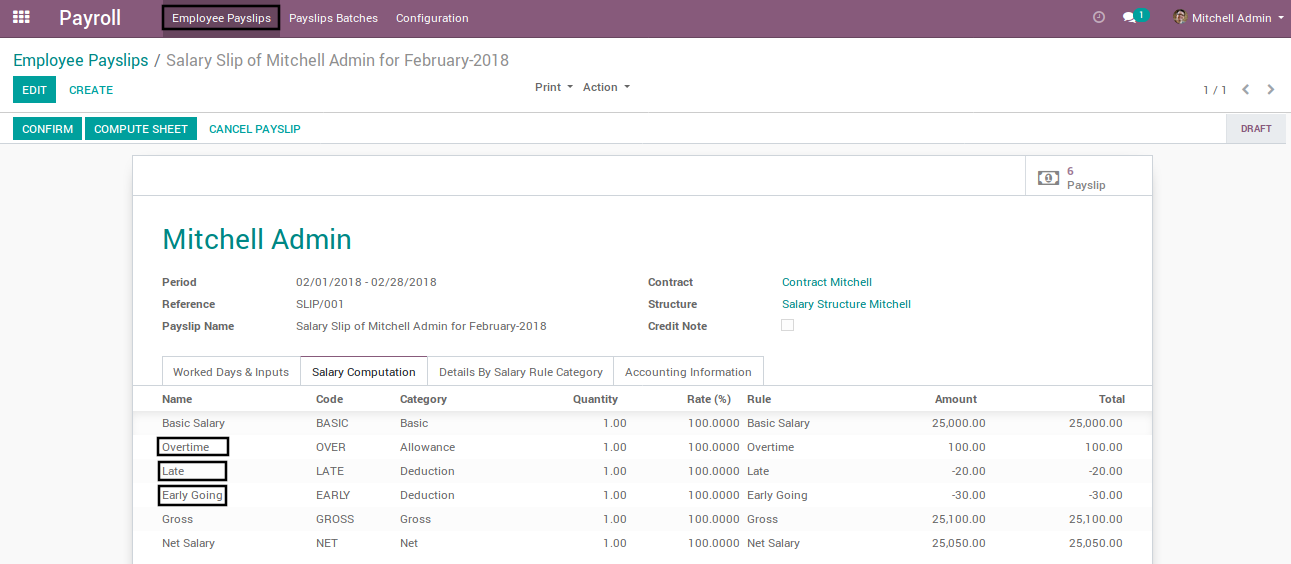 Payroll Employee Payslips Payslips Batches Configuration 1 Mitchell Admin
Employee Payslips / Salary Slip of Mitchell Admin for February-2018
EDIT CREATE Print Action 1 / 1
CONFIRM COMPUTE SHEET CANCEL PAYSLIP DRAFT
6
Payslip
Mitchell Admin
Period 02/01/2018 - 02/28/2018 Contract Contract Mitchell
Reference SLIP/001 Structure Salary Structure Mitchell
Payslip Name Salary Slip of Mitchell Admin for February-2018 Credit Note
Worked Days & Inputs Salary Computation Details By Salary Rule Category Accounting Information
Name Code Category Quantity Rate (%) Rule Amount Total
Basic Salary BASIC Basic 1.00 100.0000 Basic Salary 25,000.00 25,000.00
Overtime OVER Allowance 1.00 100.0000 Overtime 100.00 100.00
Late LATE Deduction 1.00 100.0000 Late -20.00 -20.00
Early Going EARLY Deduction 1.00 100.0000 Early Going -30.00 -30.00
Gross GROSS Gross 1.00 100.0000 Gross 25,100.00 25,100.00
Net Salary NET Net 1.00 100.0000 Net Salary 25,050.00 25,050.00